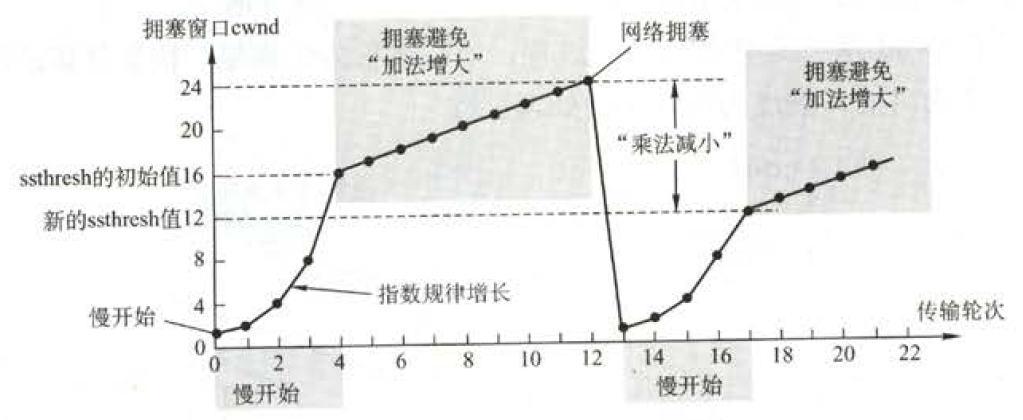 拥塞窗口cwnd
拥塞避免
“加法增大”
网络拥塞
拥塞避免
“加法增大”
24
20
“乘法减小”
ssthresh的初始值16
新的ssthresh值12
8
指数规律增长
4
慢开始
传输轮次
0
0 2 4 6 8 10 12 14 16 18 20 22
慢开始
慢开始